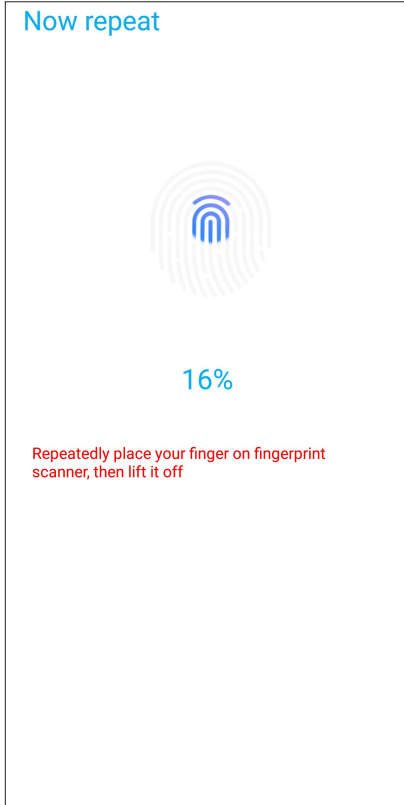 Now repeat
16%
Repeatedly place your finger on fingerprint
scanner, then lift it off